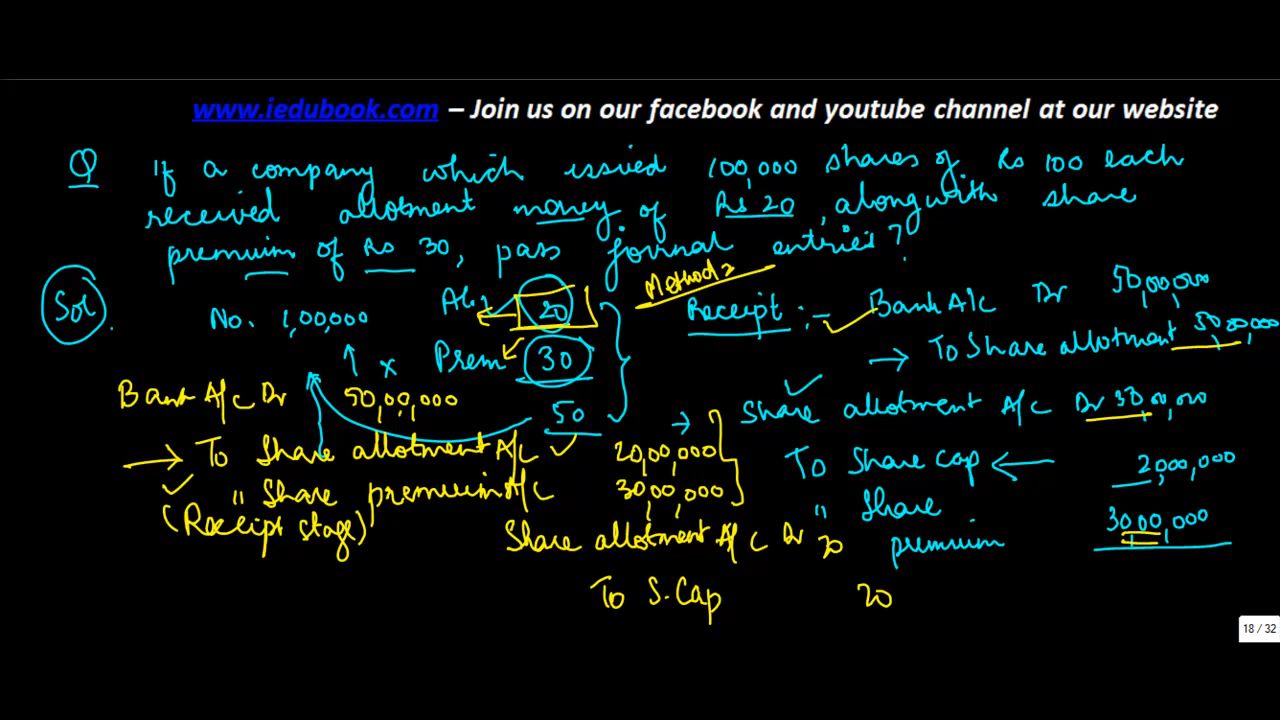 www.iedubook.com – Join us on our facebook and youtube channel at our website
Q If a company which issued 100,000 shares of Rs 100 each
received allotment money of Rs 20, alongwith share
premium of Rs 30, pass journal entries?
Sol. No. 1,00,000
x
20
Prem 30
50
Method 2
Receipt :- Bank A/c Dr 50,00,000
→ To Share allotment 50,00,000
→ Share allotment A/c Dr 50,00,000
To Share cap ← 2,000,000
" Share premium 3000,000
Bank A/c Dr 50,00,000
→ To Share allotment A/c 20,00,000
" Share premium A/c 3000,000
(Receipt stage)
Share allotment A/c Dr 20
To S.Cap 20
18 / 32